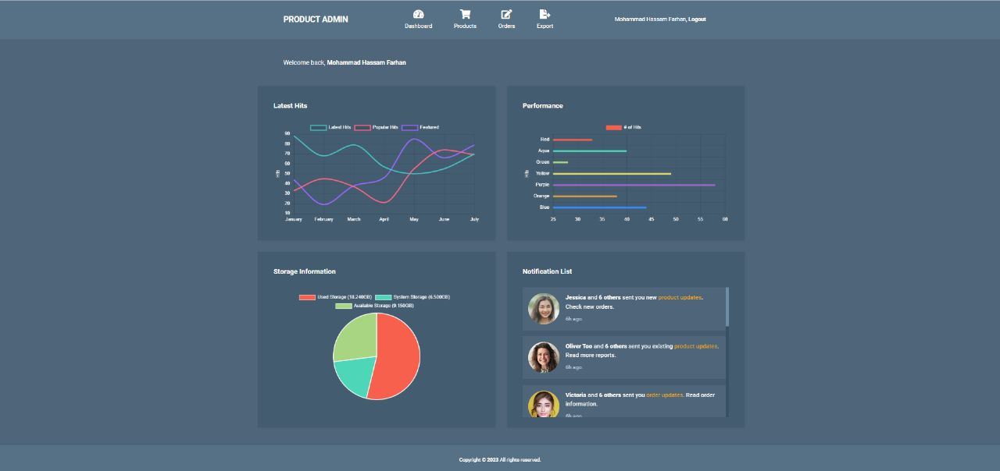 PRODUCT ADMIN
Dashboard
Products
Orders
Export
Mohammad Hassam Farhan, Logout
Welcome back, Mohammad Hassam Farhan
Latest Hits
Latest Hits Popular Hits Featured
Hits
90
80
70
60
50
40
30
20
10
January February March April May June July
Performance
# of Hits
Hits
Red
Aqua
Green
Yellow
Purple
Orange
Blue
25 30 35 40 45 50 55 60
Storage Information
Used Storage (18.240GB) System Storage (6.500GB)
Available Storage (9.150GB)
Notification List
Jessica and 6 others sent you new product updates.
Check new orders.
6h ago.
Oliver Too and 6 others sent you existing product updates.
Read more reports.
6h ago.
Victoria and 6 others sent you order updates. Read order
information.
6h ago.
Copyright © 2023 All rights reserved.